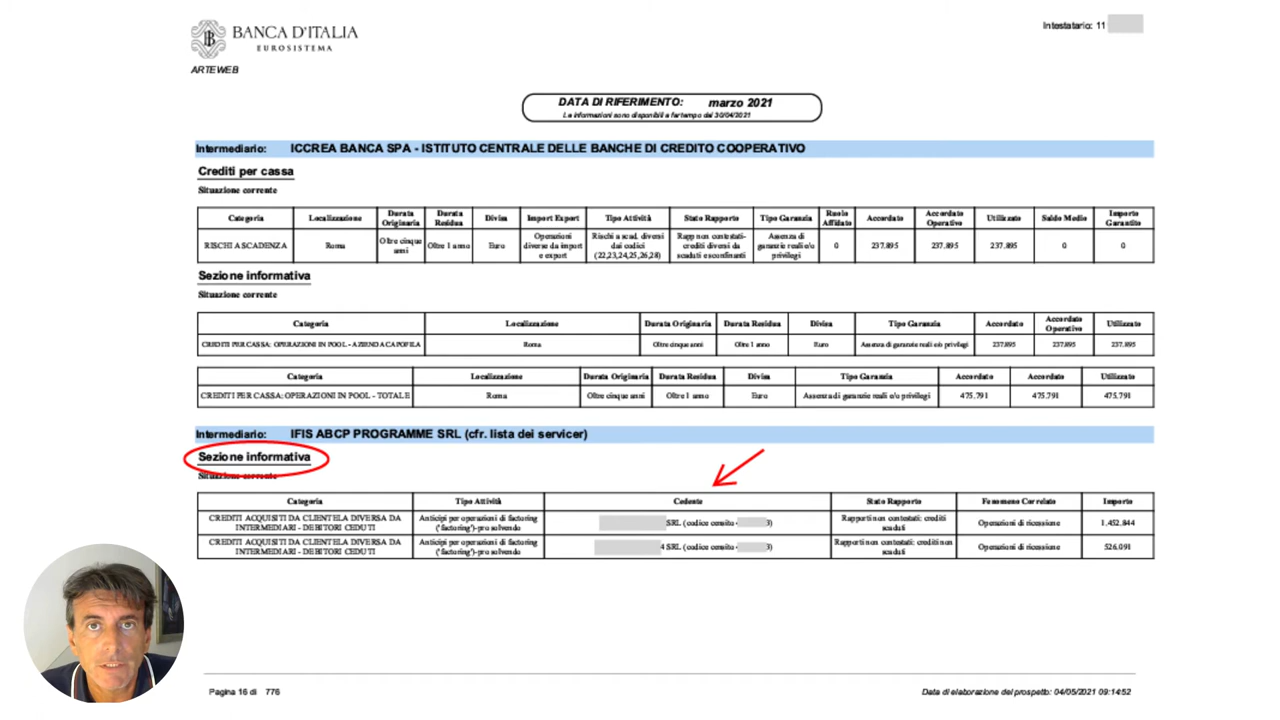 BANCA D'ITALIA
EUROSISTEMA
Intestatario: 11
ARTEWEB
DATA DI RIFERIMENTO: marzo 2021
Le informazioni sono disponibili a far tempo dal 30/04/2021
Intermediario: ICCREA BANCA SPA - ISTITUTO CENTRALE DELLE BANCHE DI CREDITO COOPERATIVO
Crediti per cassa
Situazione corrente
Categoria Localizzazione Durata Originaria Durata Residua Divisa Import Export Tipo Attività Stato Rapporto Tipo Garanzia Ruolo Affidato Accordato Accordato Operativo Utilizzato Saldo Medio Importo Garantito
RISCHI A SCADENZA Roma Oltre cinque anni Oltre 1 anno Euro Operazioni diverse da import e export Rischi a scad. diversi dai codici (22,23,24,25,26,28) Rapp non contestati- crediti diversi da scaduti e sconfinanti Assenza di garanzie reali e/o privilegi 0 237.895 237.895 237.895 0 0
Sezione informativa
Situazione corrente
Categoria Localizzazione Durata Originaria Durata Residua Divisa Tipo Garanzia Accordato Accordato Operativo Utilizzato
CREDITI PER CASSA: OPERAZIONI IN POOL - AZIENDA CAPOFILA Roma Oltre cinque anni Oltre 1 anno Euro Assenza di garanzie reali e/o privilegi 237.895 237.895 237.895
Categoria Localizzazione Durata Originaria Durata Residua Divisa Tipo Garanzia Accordato Accordato Utilizzato
CREDITI PER CASSA: OPERAZIONI IN POOL - TOTALE Roma Oltre cinque anni Oltre 1 anno Euro Assenza di garanzie reali e/o privilegi 475.791 475.791 475.791
Intermediario: IFIS ABCP PROGRAMME SRL (cfr. lista dei servicer)
Sezione informativa
Situazione corrente
Categoria Tipo Attività Cedente Stato Rapporto Fenomeno Correlato Importo
CREDITI ACQUISITI DA CLIENTELA DIVERSA DA INTERMEDIARI - DEBITORI CEDUTI Anticipi per operazioni di factoring ('factoring')-pro solvendo SRL (codice censito - 3) Rapporti non contestati: crediti scaduti Operazioni di ricessione 1.452.844
CREDITI ACQUISITI DA CLIENTELA DIVERSA DA INTERMEDIARI - DEBITORI CEDUTI Anticipi per operazioni di factoring ('factoring')-pro solvendo 4 SRL (codice censito - 3) Rapporti non contestati: crediti non scaduti Operazioni di ricessione 526.091
Pagina 16 di 776
Data di elaborazione del prospetto: 04/05/2021 09:14:52